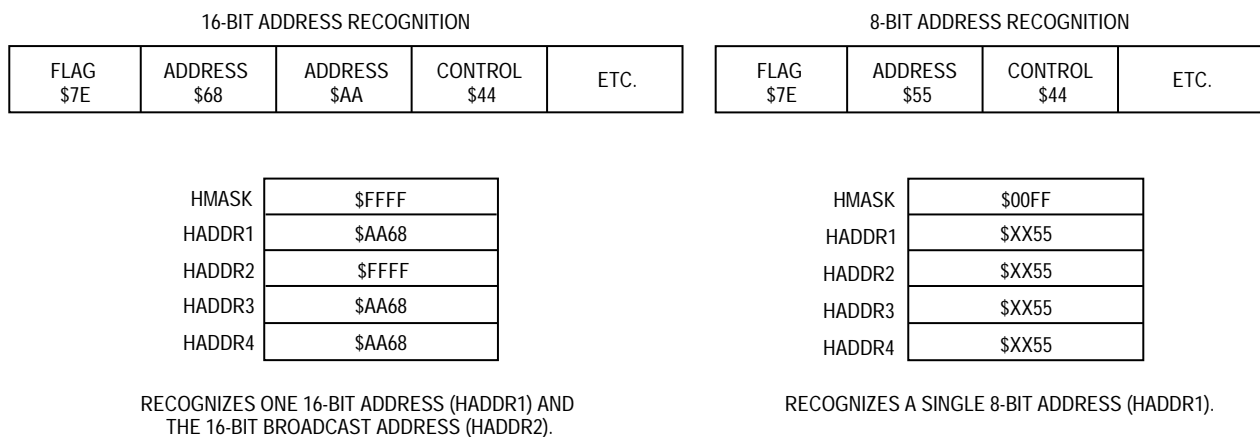 16-BIT ADDRESS RECOGNITION
FLAG $7E
ADDRESS $68
ADDRESS $AA
CONTROL $44
ETC.
HMASK $FFFF
HADDR1 $AA68
HADDR2 $FFFF
HADDR3 $AA68
HADDR4 $AA68
RECOGNIZES ONE 16-BIT ADDRESS (HADDR1) AND
THE 16-BIT BROADCAST ADDRESS (HADDR2).
8-BIT ADDRESS RECOGNITION
FLAG $7E
ADDRESS $55
CONTROL $44
ETC.
HMASK $00FF
HADDR1 $XX55
HADDR2 $XX55
HADDR3 $XX55
HADDR4 $XX55
RECOGNIZES A SINGLE 8-BIT ADDRESS (HADDR1).